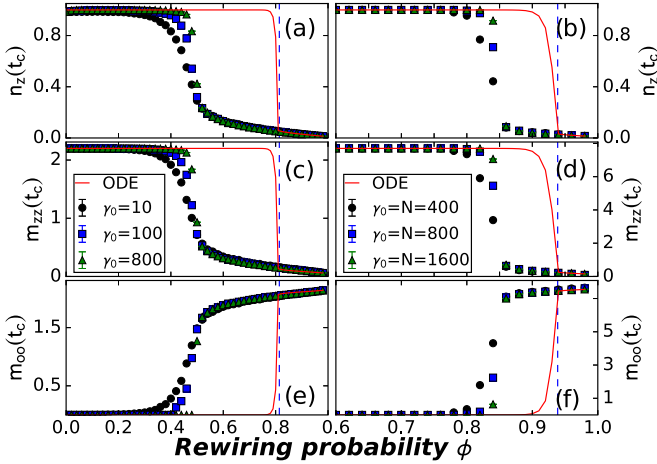 (a)
(b)
n_z(t_c)
0.8
0.4
0.0
0.8
0.4
0.0
n_z(t_c)
(c)
(d)
m_zz(t_c)
2
1
0
ODE
γ₀=10
γ₀=100
γ₀=800
ODE
γ₀=N=400
γ₀=N=800
γ₀=N=1600
6
4
2
0
m_zz(t_c)
(e)
(f)
m_oo(t_c)
1.5
0.5
7
5
3
1
m_oo(t_c)
0.0 0.2 0.4 0.6 0.8 0.6 0.7 0.8 0.9 1.0
Rewiring probability ϕ